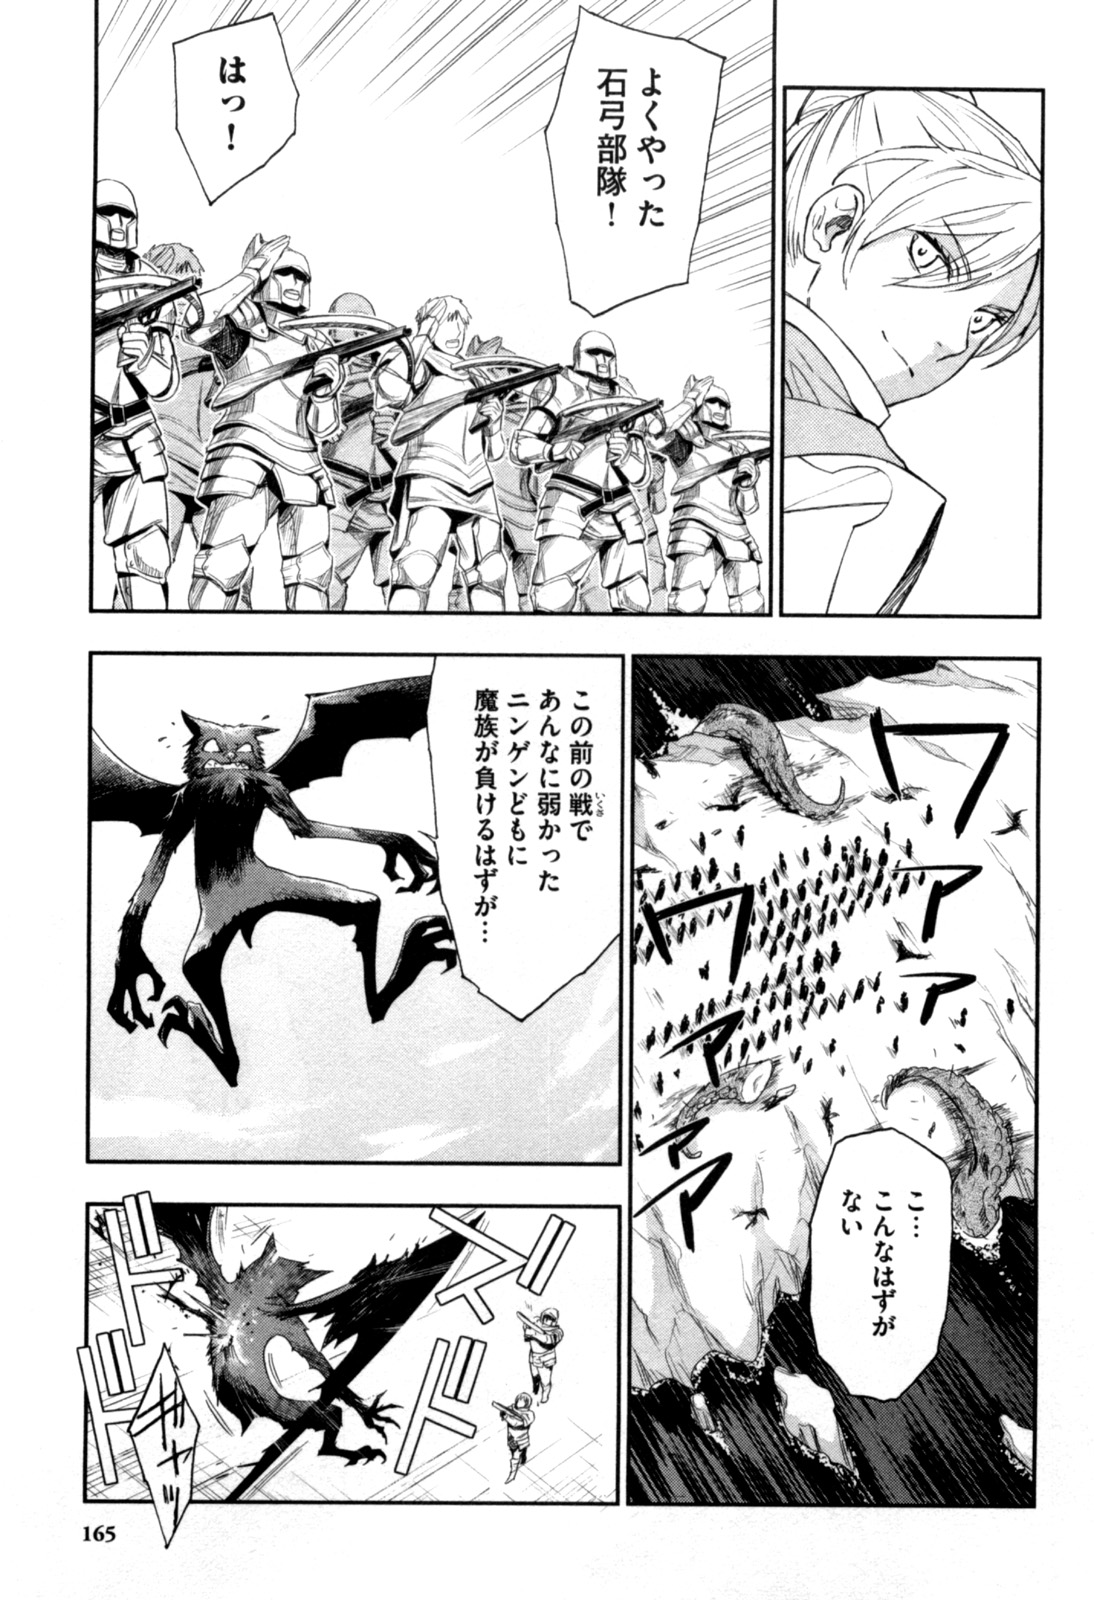 よくやった
石弓部隊!
はっ!
ワァァァ
ワァァァ
こ…
こんなはずが
ない
この前の戦で
いくさ
あんなに弱かった
ニンゲンどもに
魔族が負けるはずが…
ズドドド
ギャッ
165